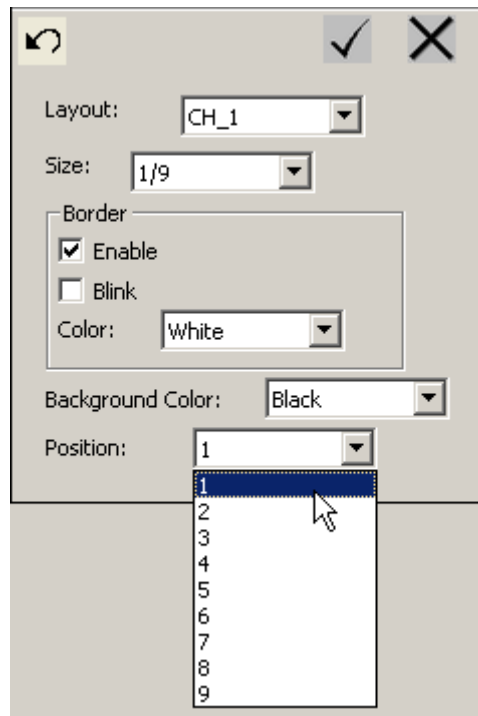 Layout: CH_1
Size: 1/9
Border
Enable
Blink
Color: White
Background Color: Black
Position: 1
1
2
3
4
5
6
7
8
9